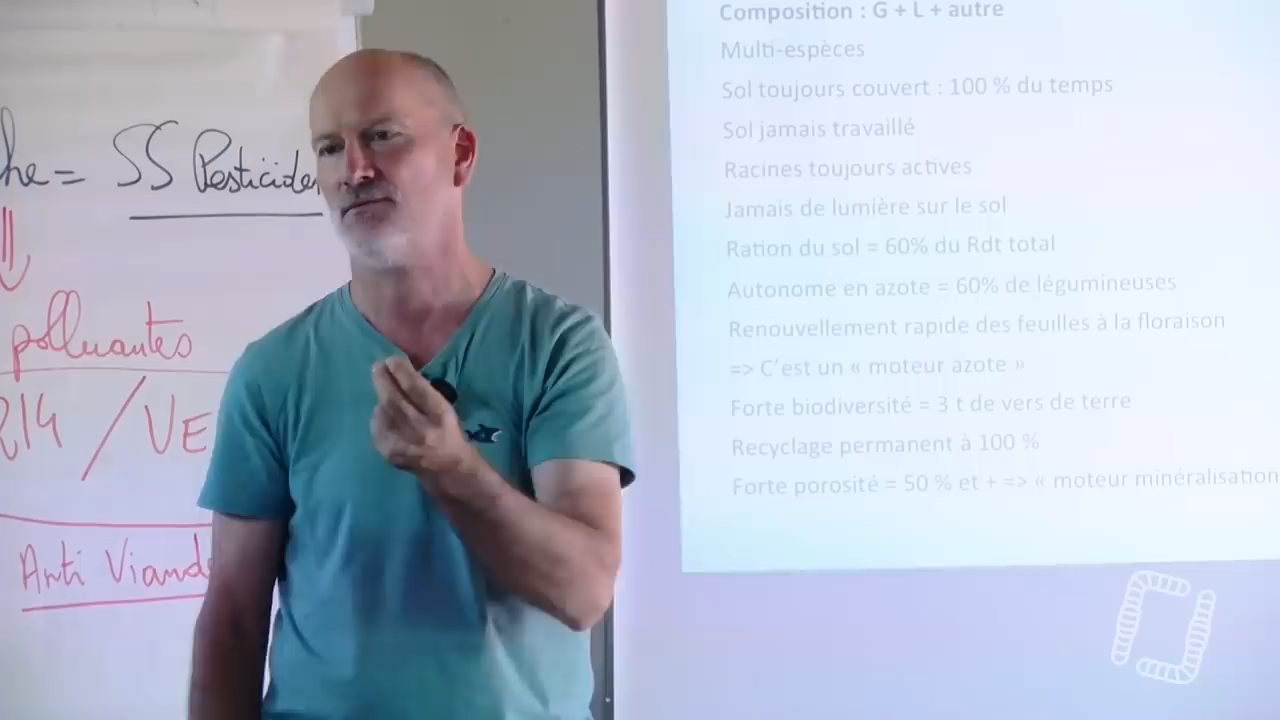 he = SS Pesticides
polluantes
214 / VE
Anti Viande
Composition : G + L + autre
Multi-espèces
Sol toujours couvert : 100 % du temps
Sol jamais travaillé
Racines toujours actives
Jamais de lumière sur le sol
Ration du sol = 60% du Rdt total
Autonome en azote = 60% de légumineuses
Renouvellement rapide des feuilles à la floraison
=> C'est un « moteur azote »
Forte biodiversité = 3 t de vers de terre
Recyclage permanent à 100 %
Forte porosité = 50 % et + => « moteur minéralisation